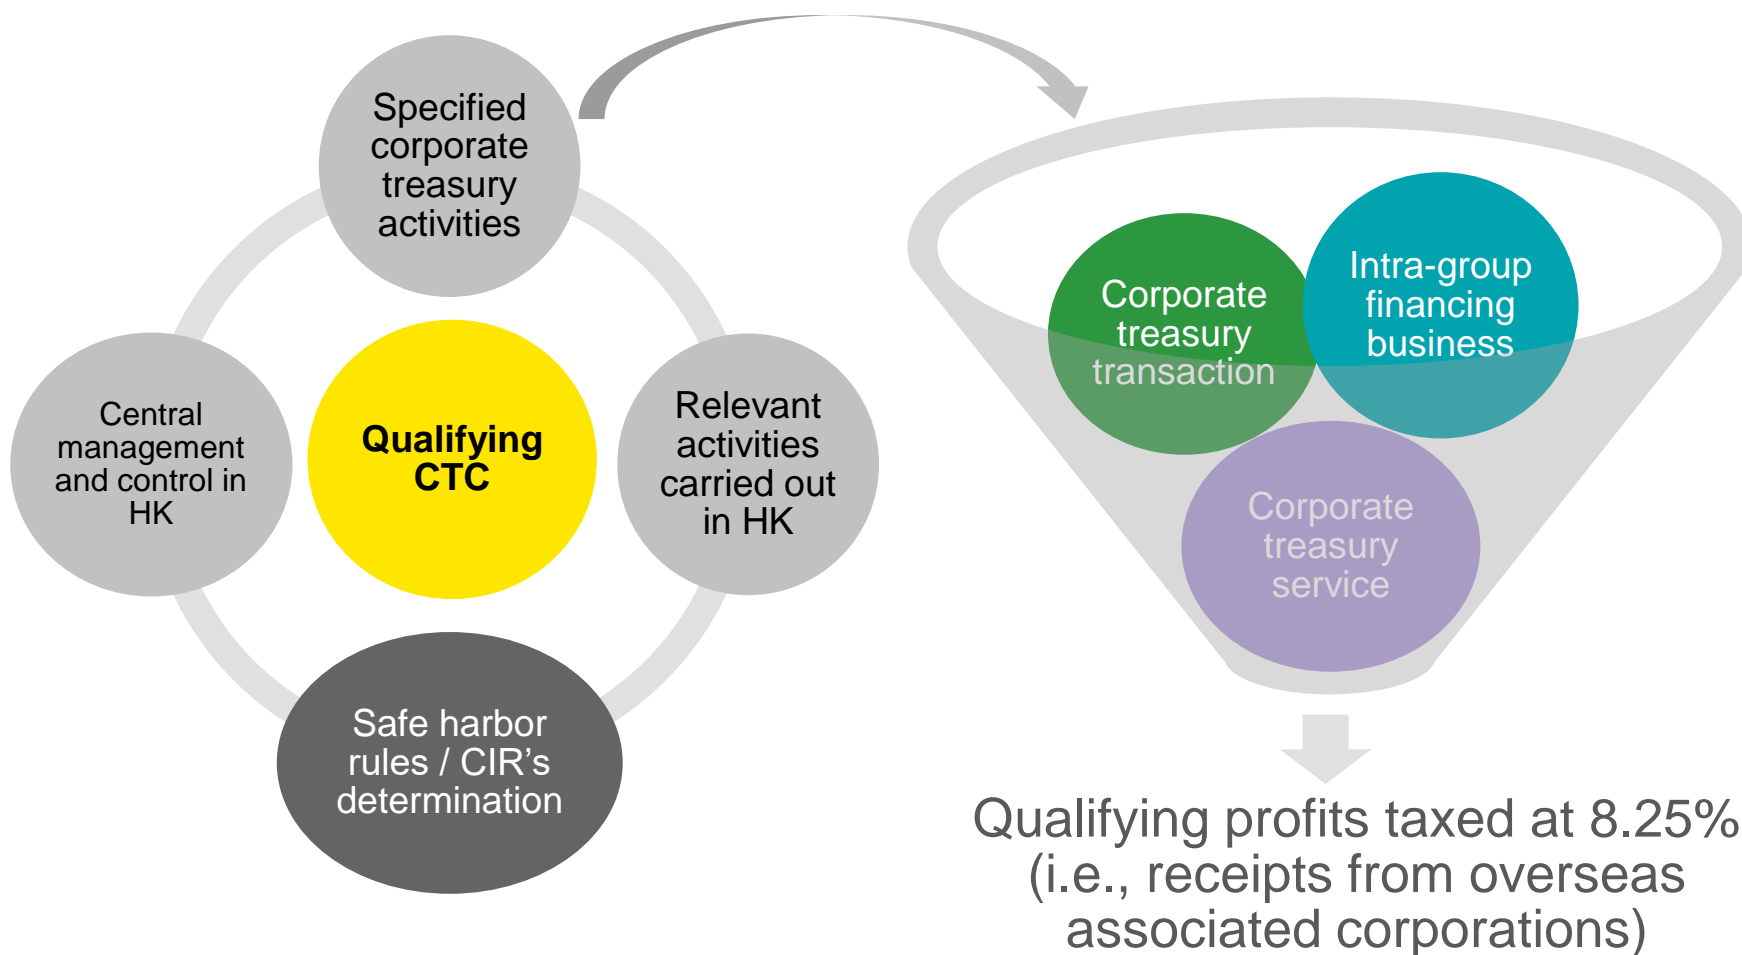 Specified
corporate
treasury
activities
Central
management
and control in
HK
Qualifying
CTC
Relevant
activities
carried out
in HK
Safe harbor
rules / CIR’s
determination
Corporate
treasury
transaction
Intra-group
financing
business
Corporate
treasury
service
Qualifying profits taxed at 8.25%
(i.e., receipts from overseas
associated corporations)